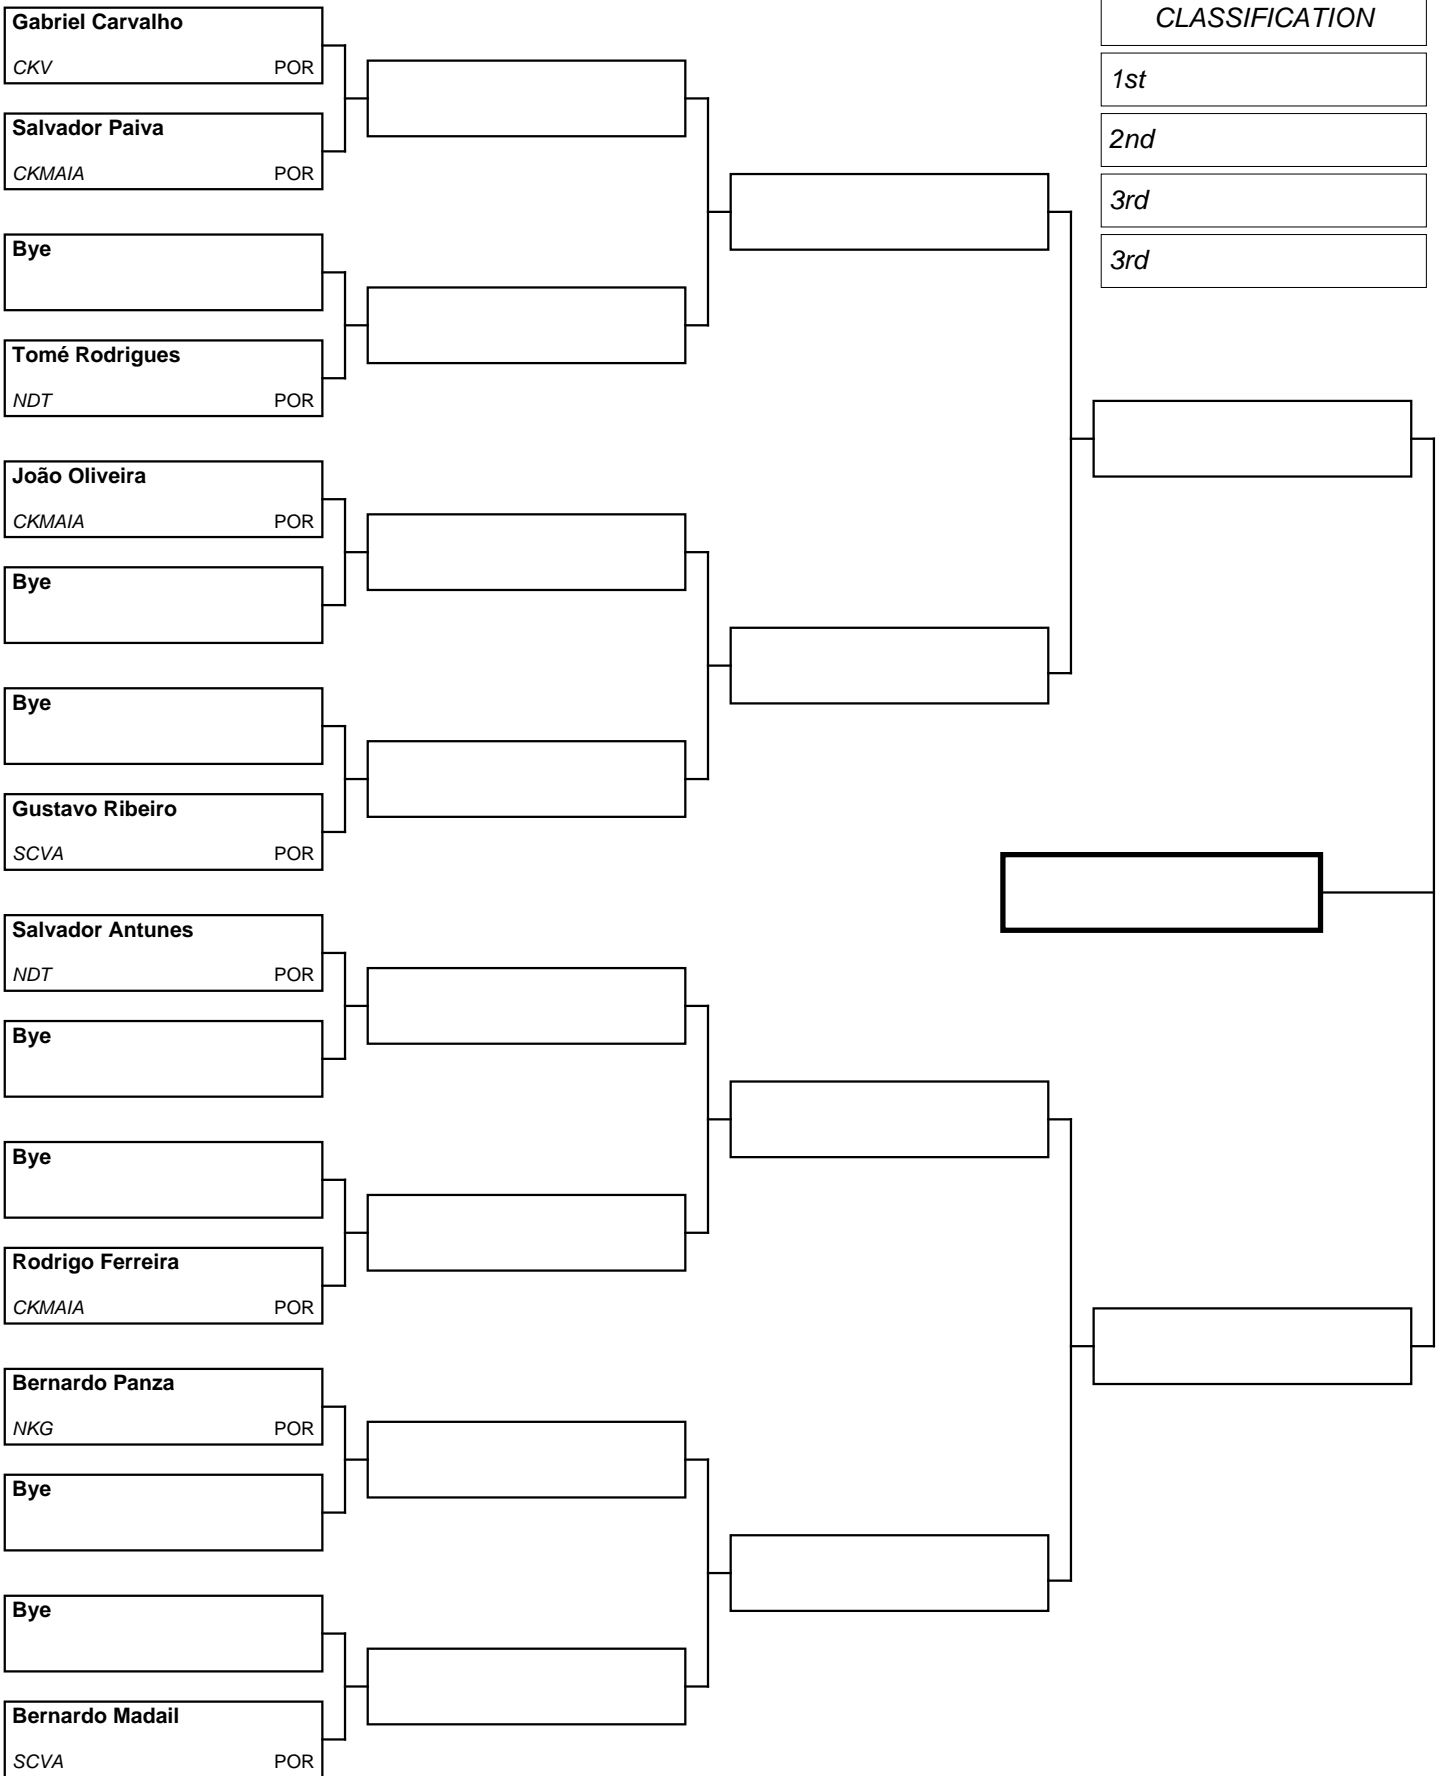 Gabriel Carvalho
CKV POR
Salvador Paiva
CKMAIA POR
Bye
Tomé Rodrigues
NDT POR
João Oliveira
CKMAIA POR
Bye
Bye
Gustavo Ribeiro
SCVA POR
Salvador Antunes
NDT POR
Bye
Bye
Rodrigo Ferreira
CKMAIA POR
Bernardo Panza
NKG POR
Bye
Bye
Bernardo Madail
SCVA POR
CLASSIFICATION
1st
2nd
3rd
3rd